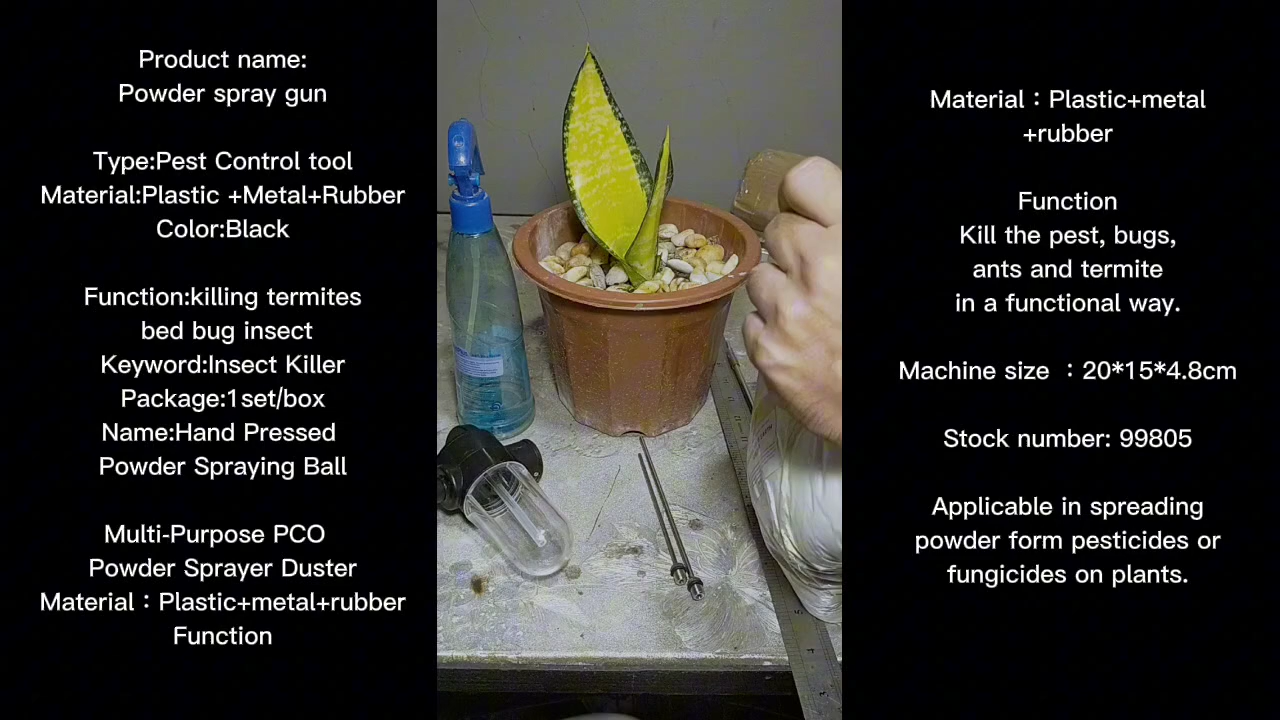 Product name:
Powder spray gun
Type:Pest Control tool
Material:Plastic +Metal+Rubber
Color:Black
Function:killing termites
bed bug insect
Keyword:Insect Killer
Package:1set/box
Name:Hand Pressed
Powder Spraying Ball
Multi-Purpose PCO
Powder Sprayer Duster
Material：Plastic+metal+rubber
Function
Material：Plastic+metal
+rubber
Function
Kill the pest, bugs,
ants and termite
in a functional way.
Machine size ：20*15*4.8cm
Stock number: 99805
Applicable in spreading
powder form pesticides or
fungicides on plants.